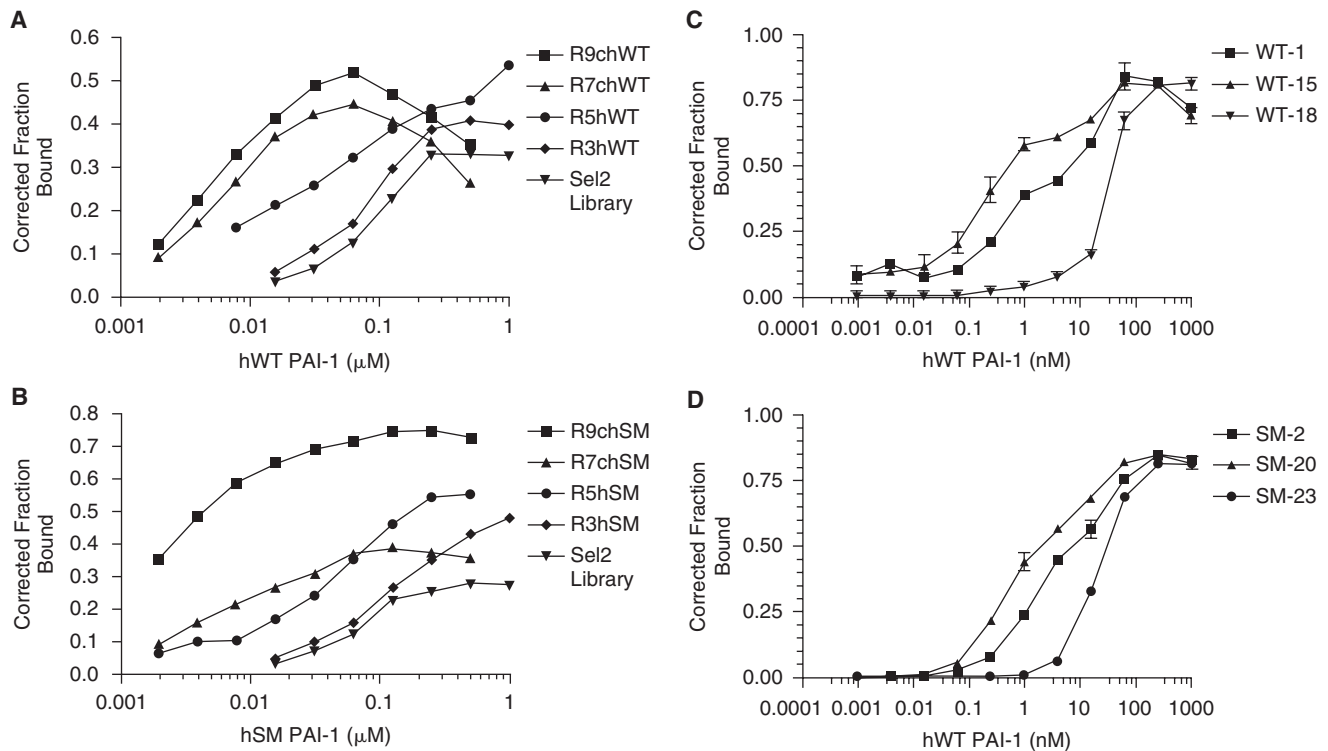 A
Corrected Fraction
Bound
0.6
0.5
0.4
0.3
0.2
0.1
0.0
0.001
0.01
0.1
1
hWT PAI-1 (μM)
R9chWT
R7chWT
R5hWT
R3hWT
Sel2
Library
B
Corrected Fraction
Bound
0.8
0.7
0.6
0.5
0.4
0.3
0.2
0.1
0.0
0.001
0.01
0.1
1
hSM PAI-1 (μM)
R9chSM
R7chSM
R5hSM
R3hSM
Sel2
Library
C
Corrected Fraction
Bound
1.00
0.75
0.50
0.25
0.00
0.0001
0.001
0.01
0.1
1
10
100
1000
hWT PAI-1 (nM)
WT-1
WT-15
WT-18
D
Corrected Fraction
Bound
1.00
0.75
0.50
0.25
0.00
0.0001
0.001
0.01
0.1
1
10
100
1000
hWT PAI-1 (nM)
SM-2
SM-20
SM-23